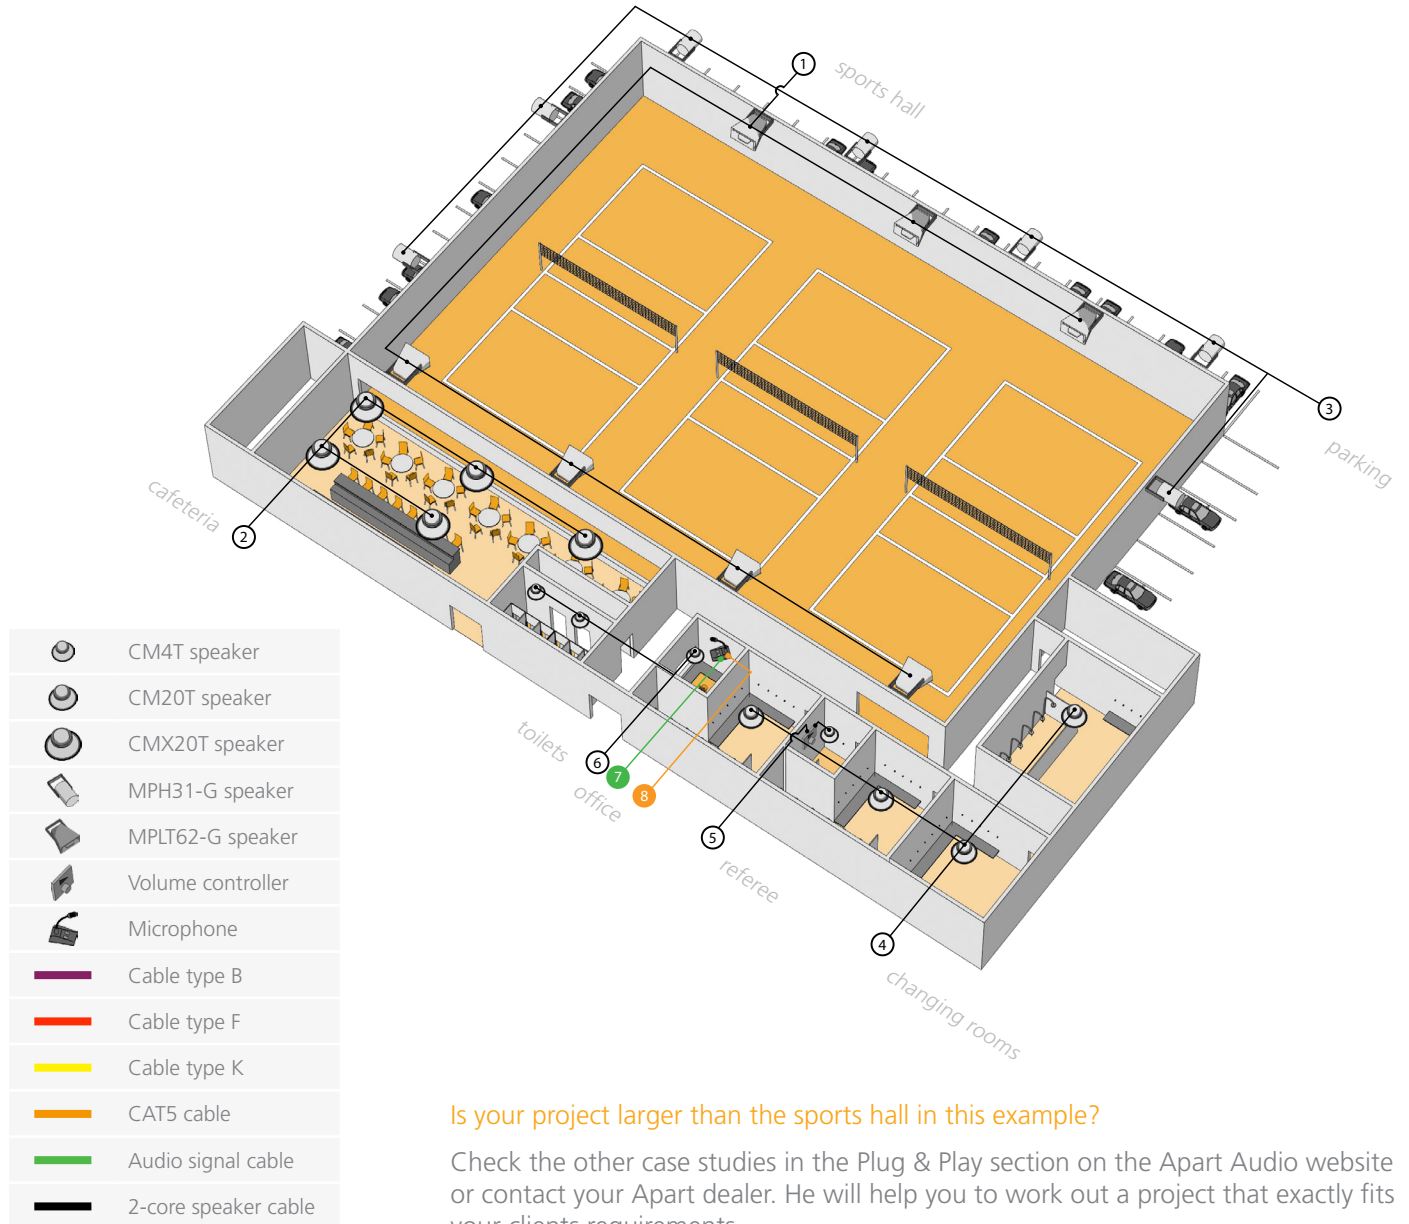 1
sports hall
3
parking
cafeteria
2
toilets
6
7
office
8
5
referee
4
changing rooms
CM4T speaker
CM20T speaker
CMX20T speaker
MPH31-G speaker
MPLT62-G speaker
Volume controller
Microphone
Cable type B
Cable type F
Cable type K
CAT5 cable
Audio signal cable
2-core speaker cable
Is your project larger than the sports hall in this example?
Check the other case studies in the Plug & Play section on the Apart Audio website
or contact your Apart dealer. He will help you to work out a project that exactly fits
your clients requirements